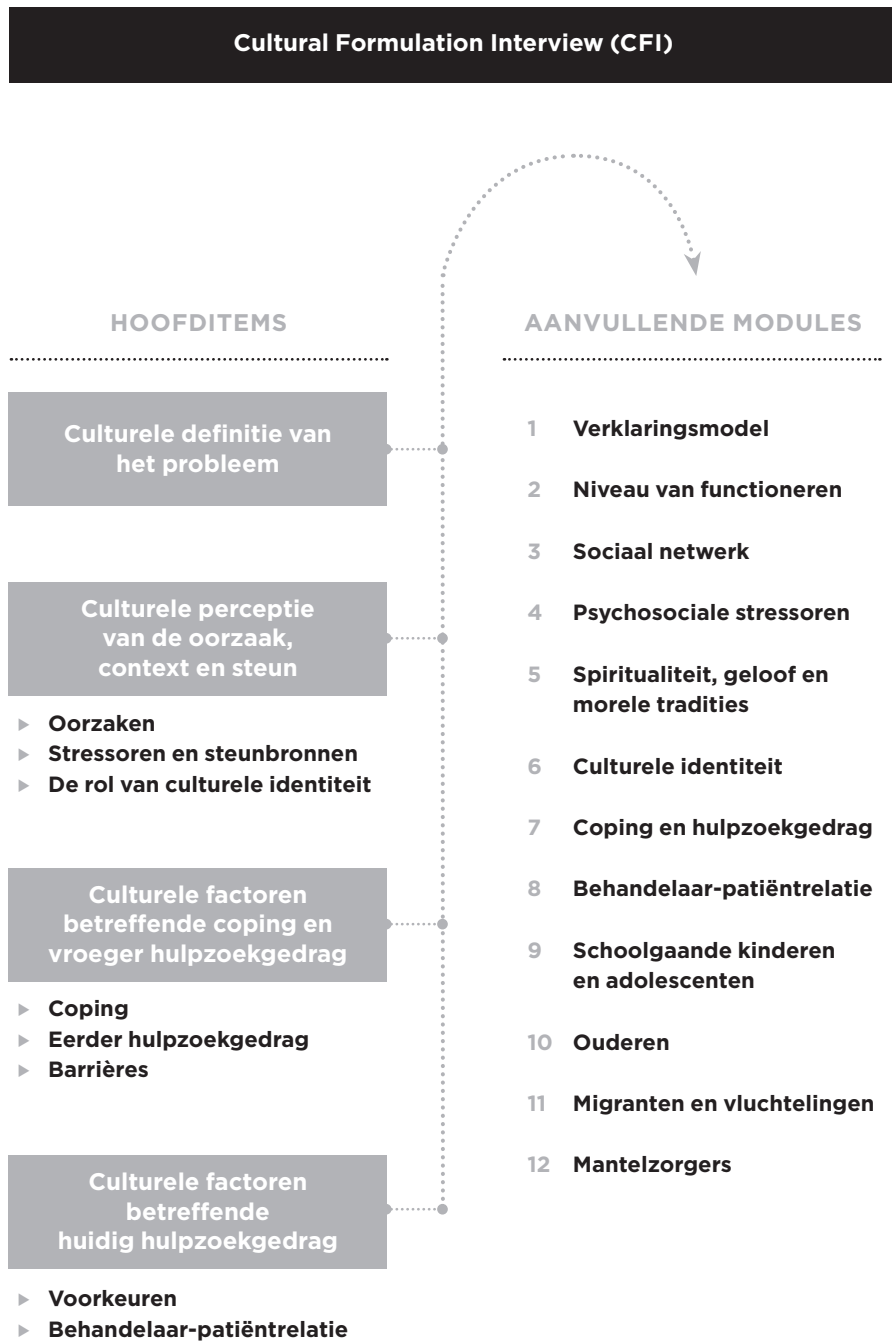 Cultural Formulation Interview (CFI)
HOOFDITEMS
Culturele definitie van
het probleem
Culturele perceptie
van de oorzaak,
context en steun
Oorzaken
Stressoren en steunbronnen
De rol van culturele identiteit
Culturele factoren
betreffende coping en
vroeger hulpzoekgedrag
Coping
Eerder hulpzoekgedrag
Barrières
Culturele factoren
betreffende
huidig hulpzoekgedrag
Voorkeuren
Behandelaar-patiëntrelatie
AANVULLENDE MODULES
1 Verklaringsmodel
2 Niveau van functioneren
3 Sociaal netwerk
4 Psychosociale stressoren
5 Spiritualiteit, geloof en
morele tradities
6 Culturele identiteit
7 Coping en hulpzoekgedrag
8 Behandelaar-patiëntrelatie
9 Schoolgaande kinderen
en adolescenten
10 Ouderen
11 Migranten en vluchtelingen
12 Mantelzorgers